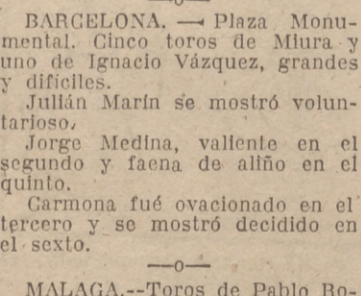 —o—
BARCELONA. — Plaza Monu-
mental. Cinco toros de Miura y
uno de Ignacio Vázquez, grandes
y difíciles.
Julián Marín se mostró volun-
tarioso.
Jorge Medina, valiente en el
segundo y faena de aliño en el
quinto.
Carmona fué ovacionado en el
tercero y se mostró decidido en
el sexto.
—o—
MALAGA.--Toros de Pablo Ro-